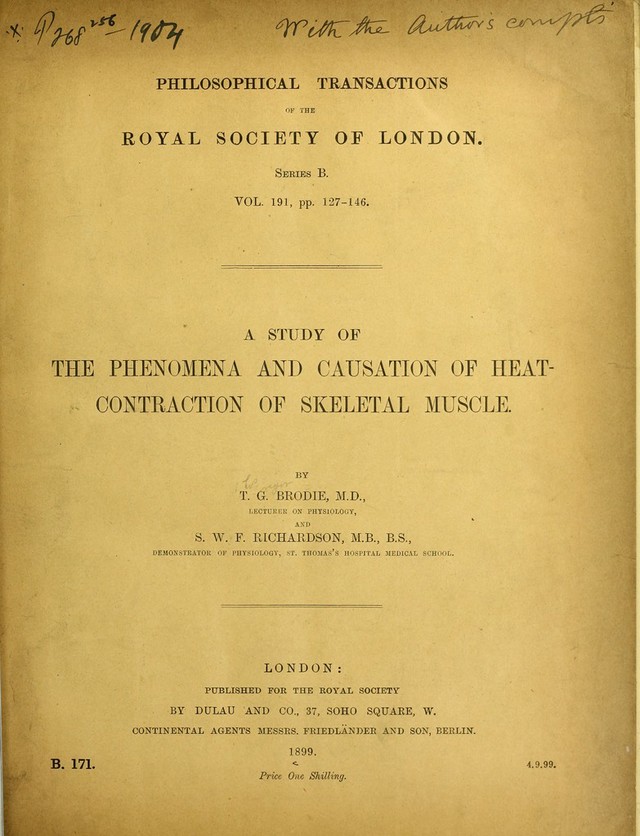 P268 256 - 1904
With the Author's compts
PHILOSOPHICAL TRANSACTIONS
OF THE
ROYAL SOCIETY OF LONDON.
SERIES B.
VOL. 191, pp. 127-146.
A STUDY OF
THE PHENOMENA AND CAUSATION OF HEAT-
CONTRACTION OF SKELETAL MUSCLE.
BY
T. G. BRODIE, M.D.,
LECTURER ON PHYSIOLOGY,
AND
S. W. F. RICHARDSON, M.B., B.S.,
DEMONSTRATOR OF PHYSIOLOGY, ST. THOMAS'S HOSPITAL MEDICAL SCHOOL.
LONDON:
PUBLISHED FOR THE ROYAL SOCIETY
BY DULAU AND CO., 37, SOHO SQUARE, W.
CONTINENTAL AGENTS MESSRS. FRIEDLÄNDER AND SON, BERLIN.
1899.
B. 171.
4.9.99.
Price One Shilling.